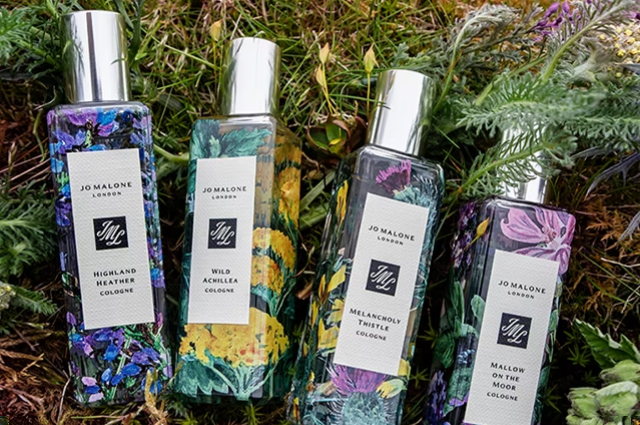 JO MALONE
LONDON
JML
HIGHLAND
HEATHER
COLOGNE
JO MALONE
LONDON
JML
WILD
ACHILLEA
COLOGNE
JO MALONE
LONDON
JML
MELANCHOLY
THISTLE
COLOGNE
JO MALONE
LONDON
JML
MALLOW
ON THE
MOOR
COLOGNE